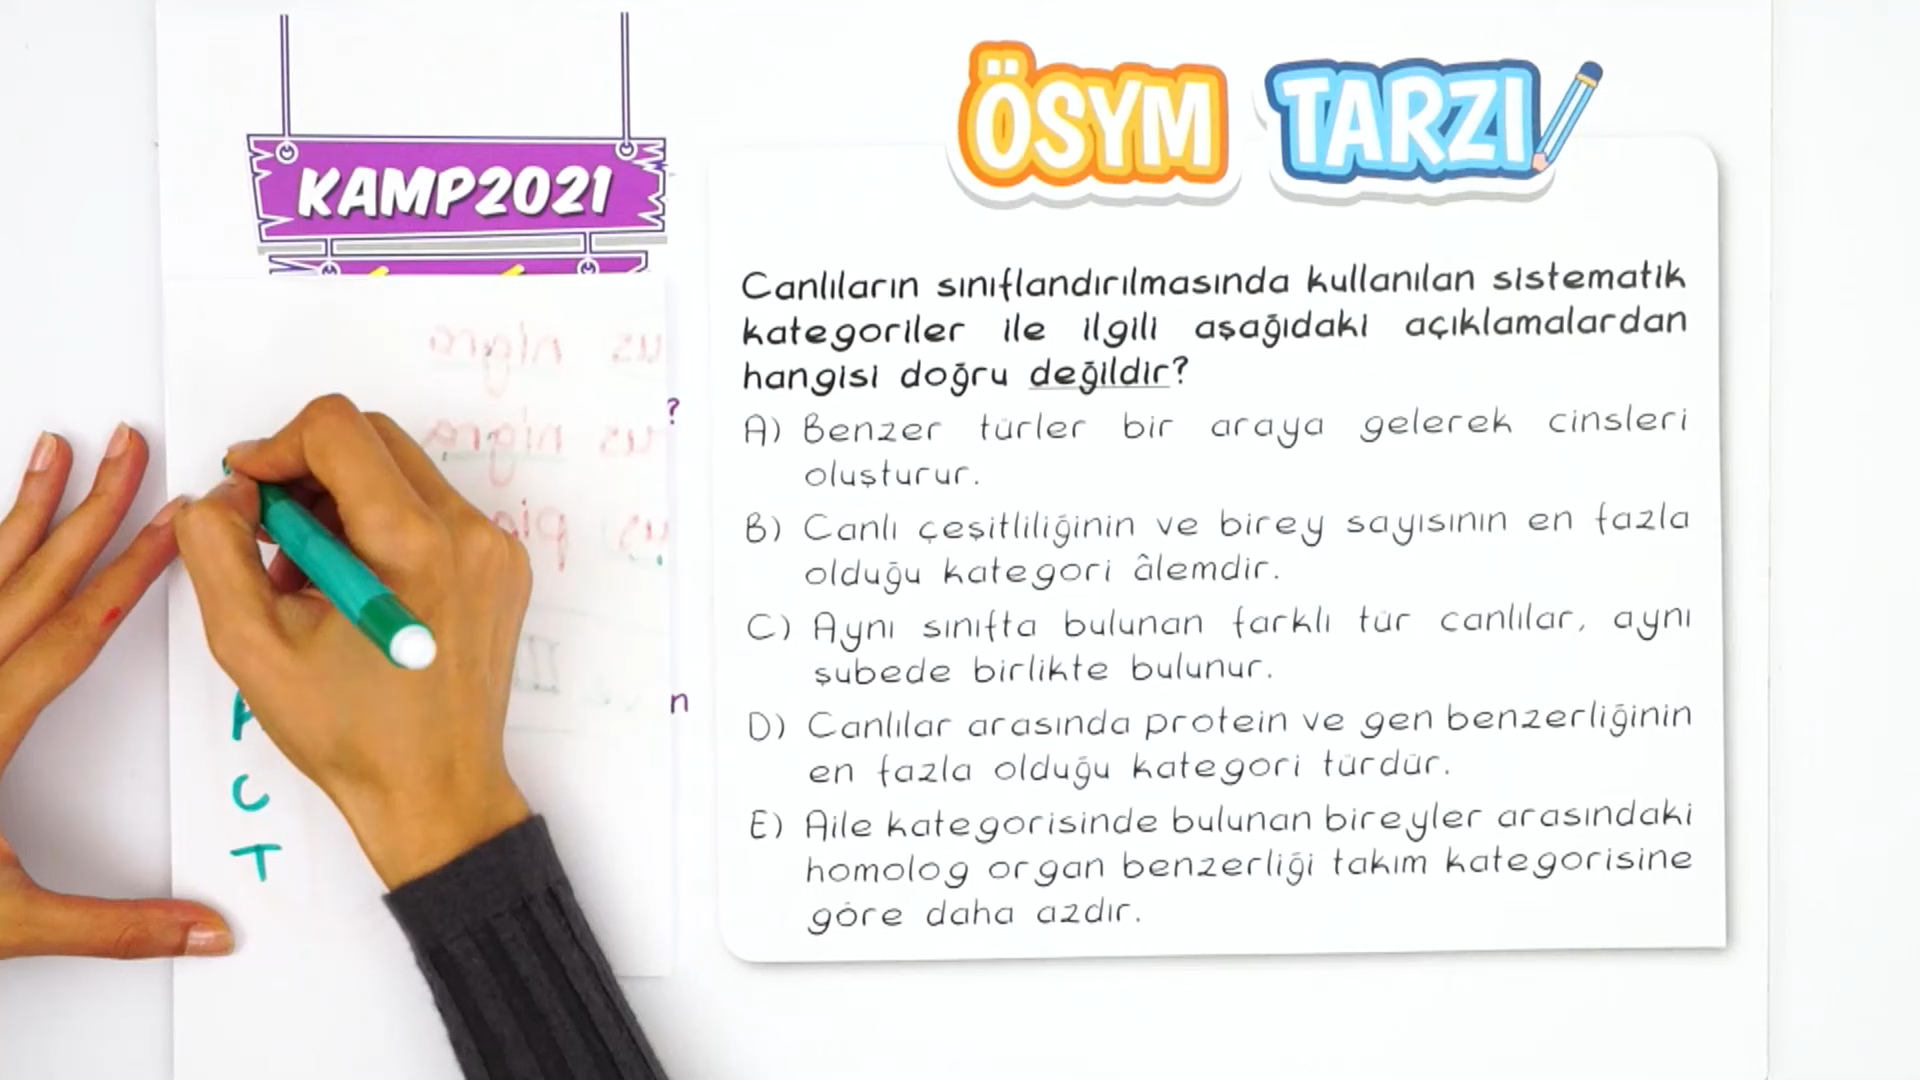 KAMP2021
ÖSYM TARZI
Canlıların sınıflandırılmasında kullanılan sistematik
kategoriler ile ilgili aşağıdaki açıklamalardan
hangisi doğru değildir?
A) Benzer türler bir araya gelerek cinsleri
oluşturur.
B) Canlı çeşitliliğinin ve birey sayısının en fazla
olduğu kategori âlemdir.
C) Aynı sınıfta bulunan farklı tür canlılar, aynı
şubede birlikte bulunur.
D) Canlılar arasında protein ve gen benzerliğinin
en fazla olduğu kategori türdür.
E) Aile kategorisinde bulunan bireyler arasındaki
homolog organ benzerliği takım kategorisine
göre daha azdır.
?
n
A
C
T